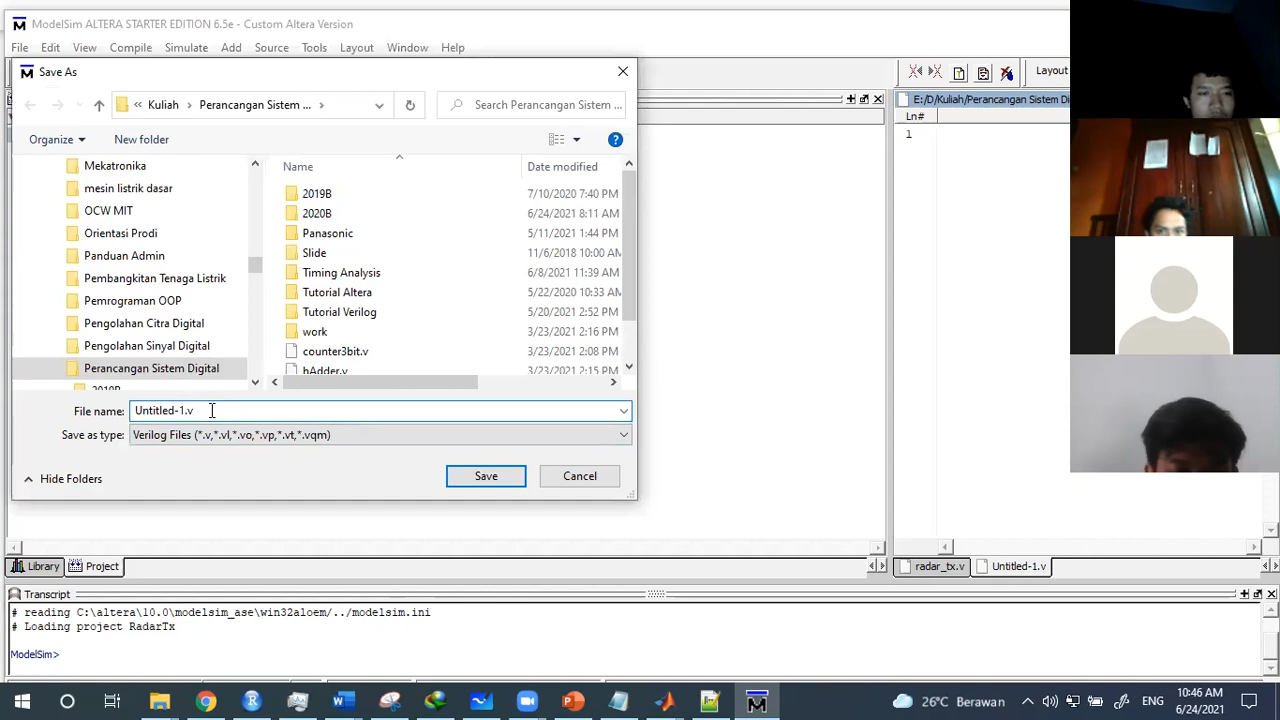 ModelSim ALTERA STARTER EDITION 6.5e - Custom Altera Version
File Edit View Compile Simulate Add Source Tools Layout Window Help
Layout
Save As
Kuliah Perancangan Sistem ...
Search Perancangan Sistem ...
E:/D/Kuliah/Perancangan Sistem Di
Organize New folder
Ln#
1
Mekatronika
mesin listrik dasar
OCW MIT
Orientasi Prodi
Panduan Admin
Pembangkitan Tenaga Listrik
Pemrograman OOP
Pengolahan Citra Digital
Pengolahan Sinyal Digital
Perancangan Sistem Digital
2019B
Name Date modified
2019B 7/10/2020 7:40 PM
2020B 6/24/2021 8:11 AM
Panasonic 5/11/2021 1:44 PM
Slide 11/6/2018 10:00 AM
Timing Analysis 6/8/2021 11:39 AM
Tutorial Altera 5/22/2020 10:33 AM
Tutorial Verilog 5/20/2021 2:52 PM
work 3/23/2021 2:16 PM
counter3bit.v 3/23/2021 2:08 PM
hAdder.v 3/23/2021 2:15 PM
File name: Untitled-1.v
Save as type: Verilog Files (*.v,*.vl,*.vo,*.vp,*.vt,*.vqm)
Hide Folders Save Cancel
Library Project
radar_tx.v Untitled-1.v
Transcript
# reading C:\altera\10.0\modelsim_ase\win32aloem/../modelsim.ini
# Loading project RadarTx
ModelSim>
26°C Berawan ENG
10:46 AM
6/24/2021